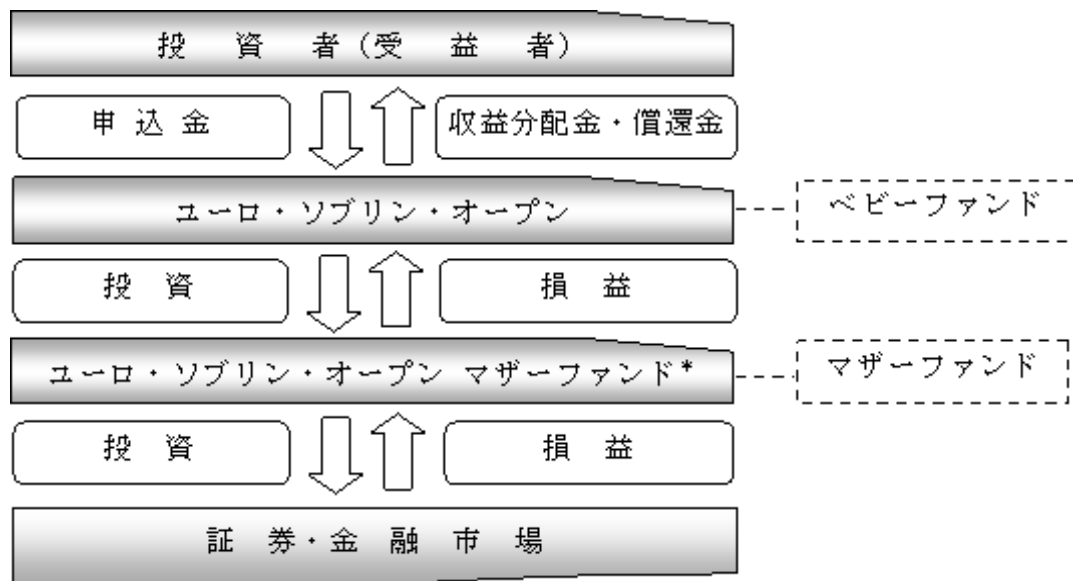 投資者(受益者)
申込金
収益分配金・償還金
ユーロ・ソブリン・オープン
ベビーファンド
投資
損益
ユーロ・ソブリン・オープン マザーファンド*
マザーファンド
投資
損益
証券・金融市場